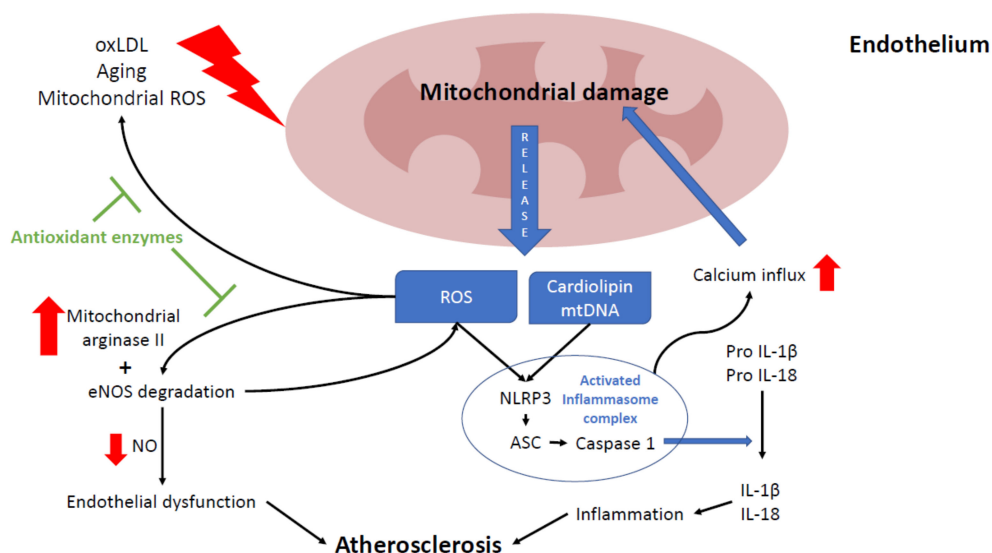 oxLDL
Aging
Mitochondrial ROS
Endothelium
Mitochondrial damage
RELEASE
Antioxidant enzymes
ROS
Cardiolipin
mtDNA
Calcium influx
Mitochondrial
arginase II
+
eNOS degradation
Pro IL-1β
Pro IL-18
Activated
Inflammasome
complex
NLRP3
ASC
Caspase 1
NO
Endothelial dysfunction
IL-1β
IL-18
Inflammation
Atherosclerosis